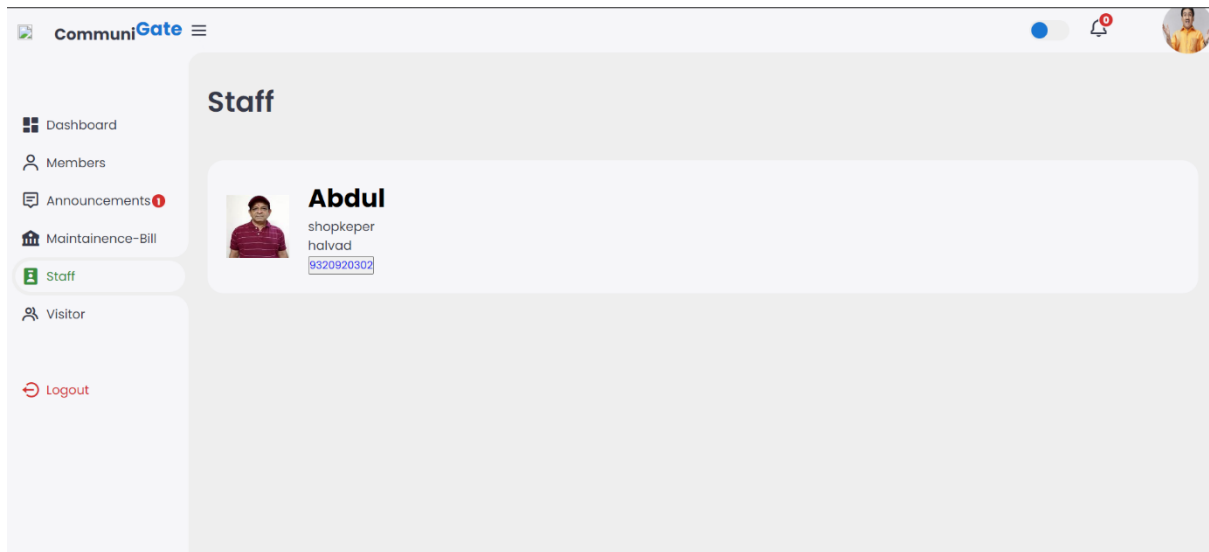 CommuniGate
0
Staff
Dashboard
Members
Announcements 1
Maintainence-Bill
Staff
Visitor
Logout
Abdul
shopkeper
halvad
9320920302